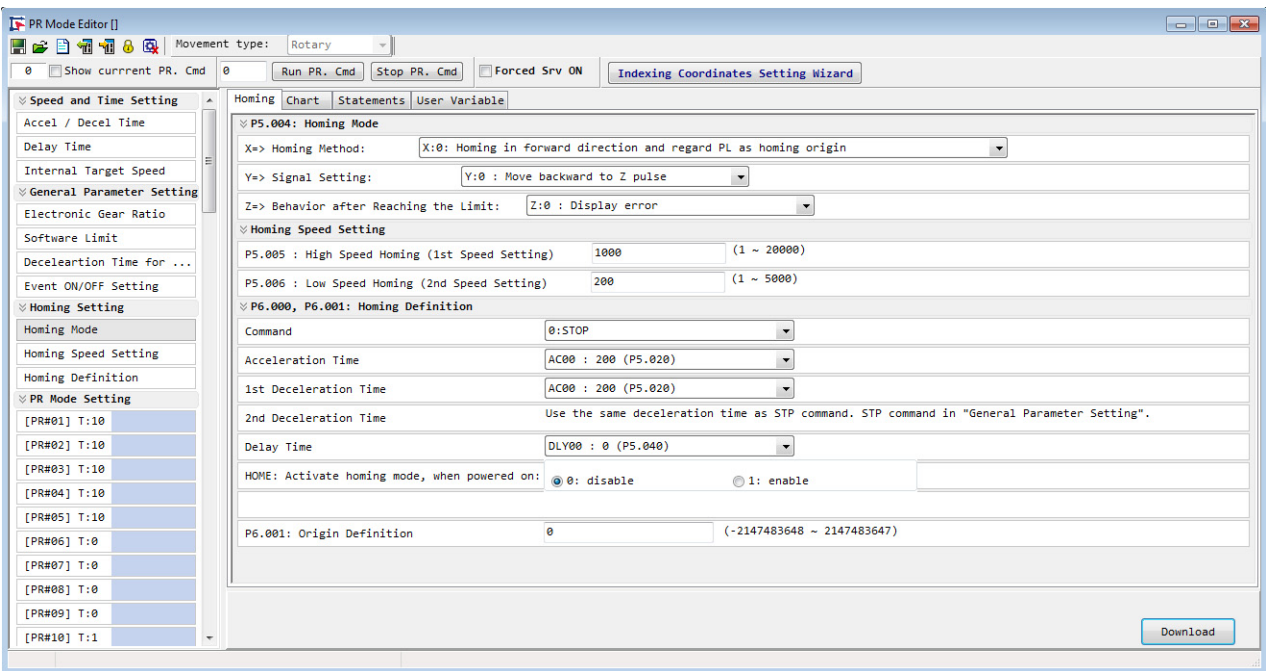 PR Mode Editor []
Movement type: Rotary
0 Show currrent PR. Cmd 0 Run PR. Cmd Stop PR. Cmd Forced Srv ON Indexing Coordinates Setting Wizard
Speed and Time Setting
Accel / Decel Time
Delay Time
Internal Target Speed
General Parameter Setting
Electronic Gear Ratio
Software Limit
Deceleartion Time for ...
Event ON/OFF Setting
Homing Setting
Homing Mode
Homing Speed Setting
Homing Definition
PR Mode Setting
[PR#01] T:10
[PR#02] T:10
[PR#03] T:10
[PR#04] T:10
[PR#05] T:10
[PR#06] T:0
[PR#07] T:0
[PR#08] T:0
[PR#09] T:0
[PR#10] T:1
Homing Chart Statements User Variable
P5.004: Homing Mode
X=> Homing Method: X:0: Homing in forward direction and regard PL as homing origin
Y=> Signal Setting: Y:0 : Move backward to Z pulse
Z=> Behavior after Reaching the Limit: Z:0 : Display error
Homing Speed Setting
P5.005 : High Speed Homing (1st Speed Setting) 1000 (1 ~ 20000)
P5.006 : Low Speed Homing (2nd Speed Setting) 200 (1 ~ 5000)
P6.000, P6.001: Homing Definition
Command 0:STOP
Acceleration Time AC00 : 200 (P5.020)
1st Deceleration Time AC00 : 200 (P5.020)
2nd Deceleration Time Use the same deceleration time as STP command. STP command in "General Parameter Setting".
Delay Time DLY00 : 0 (P5.040)
HOME: Activate homing mode, when powered on: 0: disable 1: enable
P6.001: Origin Definition 0 (-2147483648 ~ 2147483647)
Download